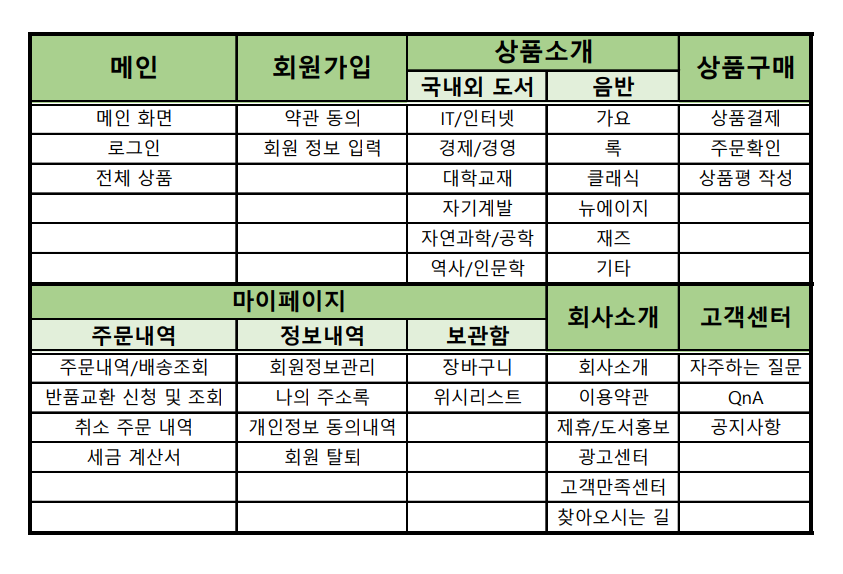 메인 회원가입 상품소개 상품구매
국내외 도서 음반
메인 화면 약관 동의 IT/인터넷 가요 상품결제
로그인 회원 정보 입력 경제/경영 록 주문확인
전체 상품 대학교재 클래식 상품평 작성
자기계발 뉴에이지
자연과학/공학 재즈
역사/인문학 기타
마이페이지 회사소개 고객센터
주문내역 정보내역 보관함
주문내역/배송조회 회원정보관리 장바구니 회사소개 자주하는 질문
반품교환 신청 및 조회 나의 주소록 위시리스트 이용약관 QnA
취소 주문 내역 개인정보 동의내역 제휴/도서홍보 공지사항
세금 계산서 회원 탈퇴 광고센터
고객만족센터
찾아오시는 길